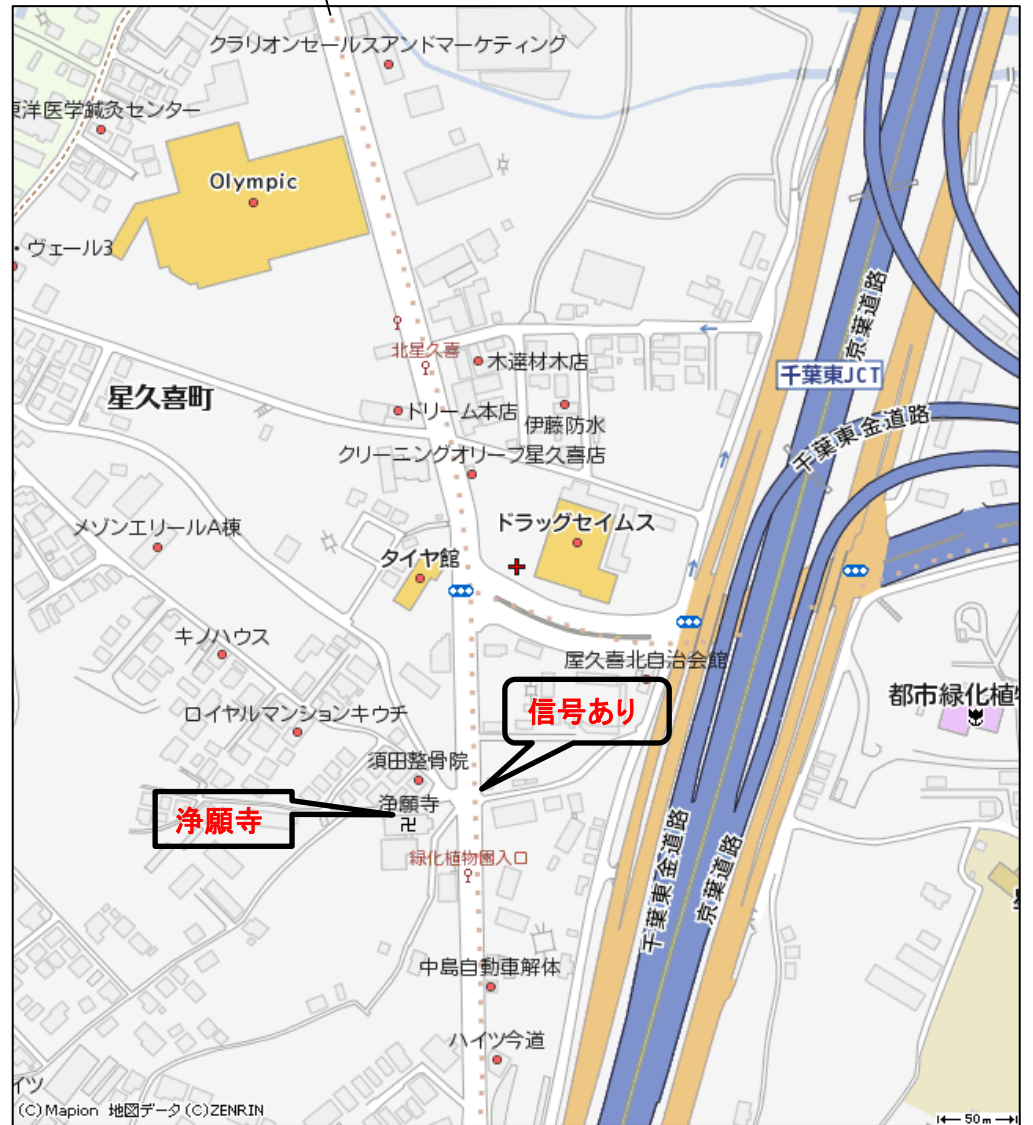 クラリオンセールスアンドマーケティング
東洋医学鍼灸センター
Olympic
・ヴェール3
京葉道路
北星久喜
木達材木店
千葉東JCT
星久喜町
ドリーム本店
伊藤防水
千葉東金道路
クリーニングオリーブ星久喜店
メゾンエリールA棟
ドラッグセイムス
タイヤ館
キノハウス
星久喜北自治会館
都市緑化植物
信号あり
ロイヤルマンションキウチ
須田整骨院
浄願寺
浄願寺
卍
緑化植物園入口
千葉東金道路
京葉道路
中島自動車解体
ハイツ今道
イツ
(C)Mapion 地図データ(C)ZENRIN
50m